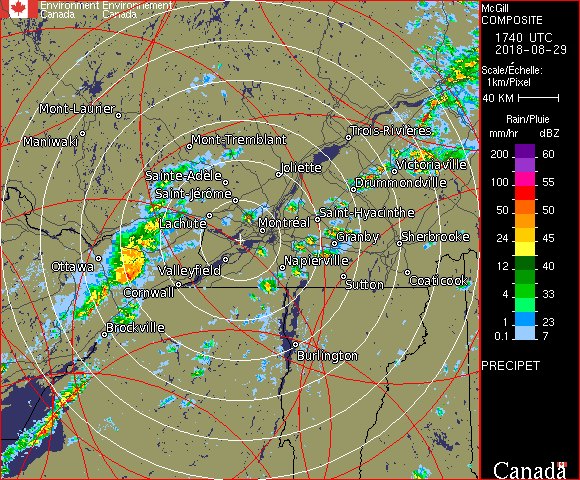 Environment Environnement
Canada Canada
McGill
COMPOSITE
1740 UTC
2018-08-29
Scale/Échelle:
1km/Pixel
40 KM
Rain/Pluie
mm/hr dBZ
200 60
100 55
50 50
24 45
12 40
4 33
1 23
0.1 7
PRECIPET
Canada
Mont-Laurier
Maniwaki
Mont-Tremblant
Trois-Rivières
Joliette
Victoriaville
Sainte-Adèle
Drummondville
Saint-Jérôme
Saint-Hyacinthe
Lachute
Montréal
Granby
Sherbrooke
Ottawa
Valleyfield
Napierville
Coaticook
Sutton
Cornwall
Brockville
Burlington